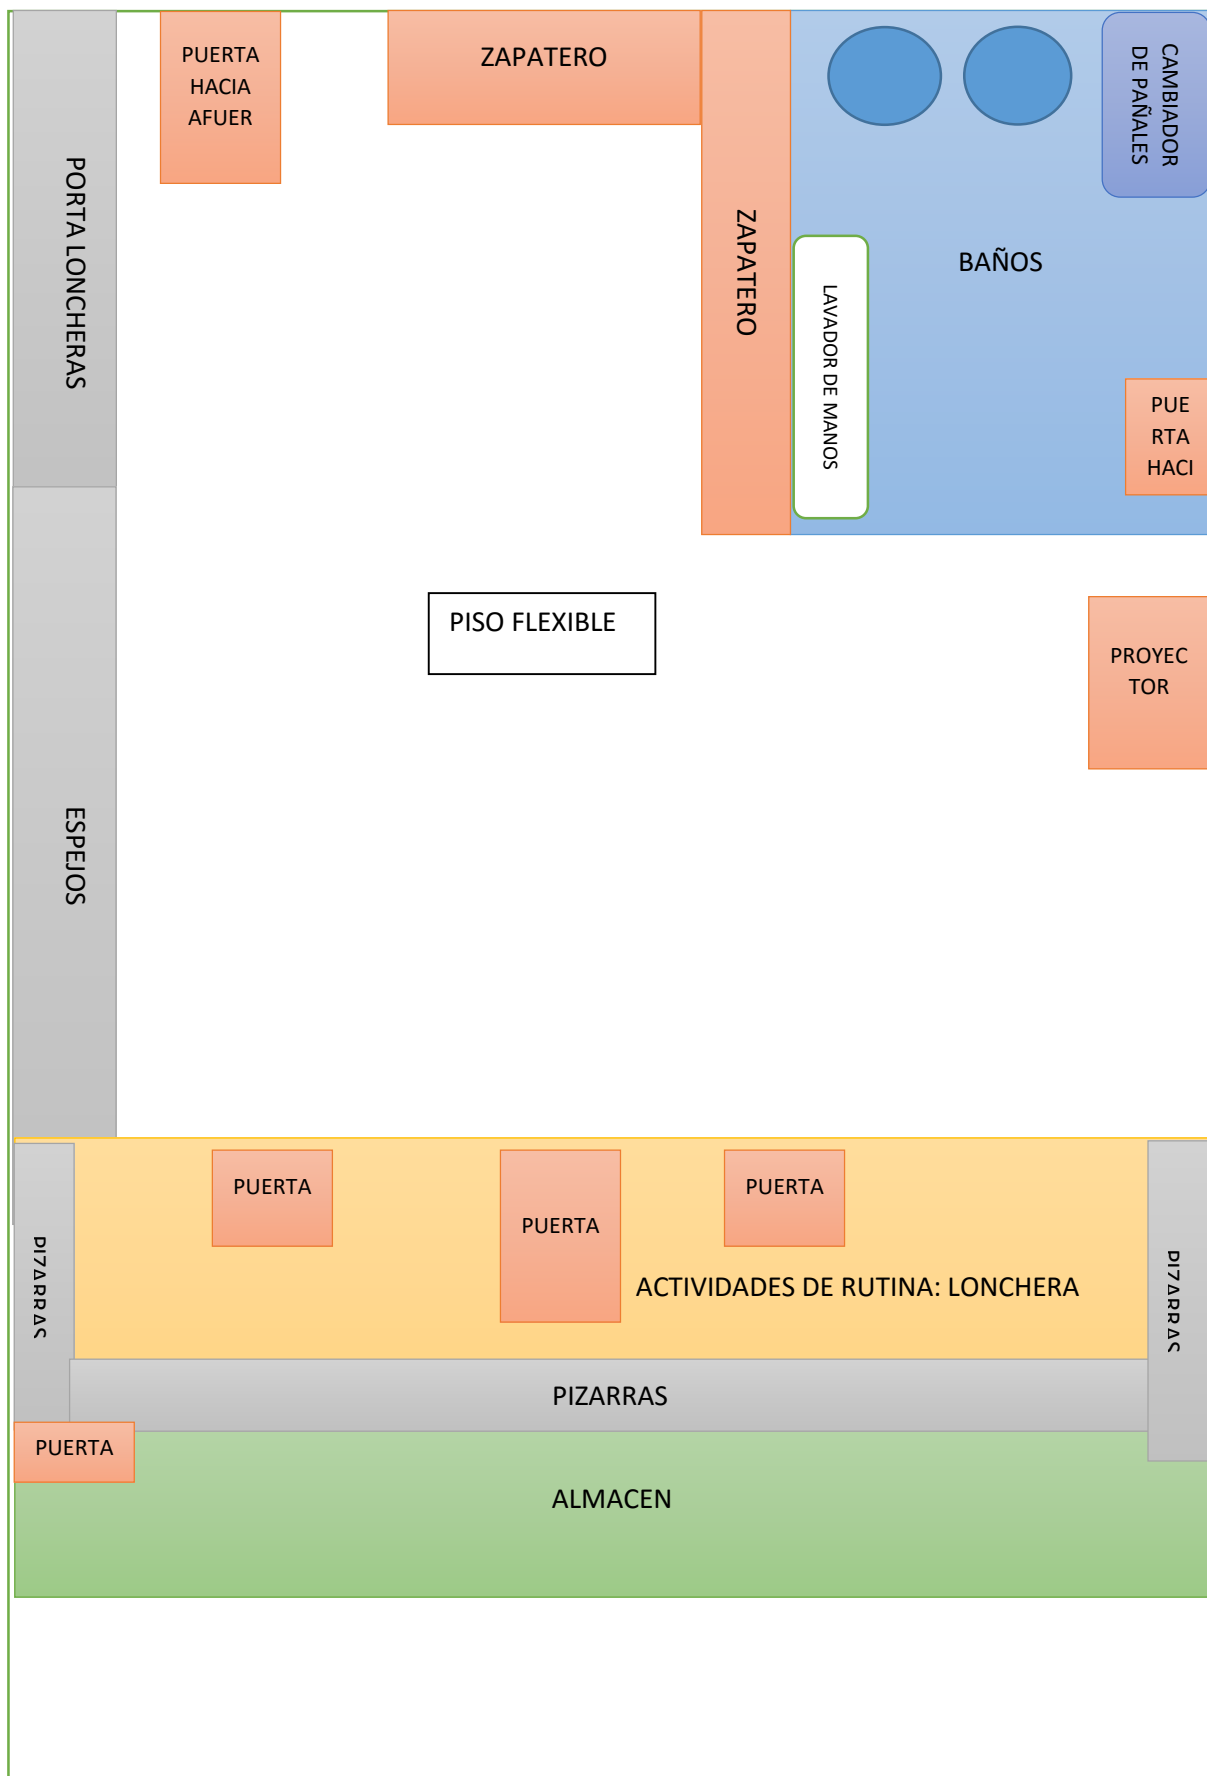 PUERTA
HACIA
AFUER
ZAPATERO
CAMBIADOR
DE PAÑALES
PORTA LONCHERAS
ZAPATERO
BAÑOS
LAVADOR DE MANOS
PUE
RTA
HACI
PISO FLEXIBLE
PROYEC
TOR
ESPEJOS
PUERTA
PUERTA
PUERTA
PIZARRAS
ACTIVIDADES DE RUTINA: LONCHERA
PIZARRAS
PIZARRAS
PUERTA
ALMACEN